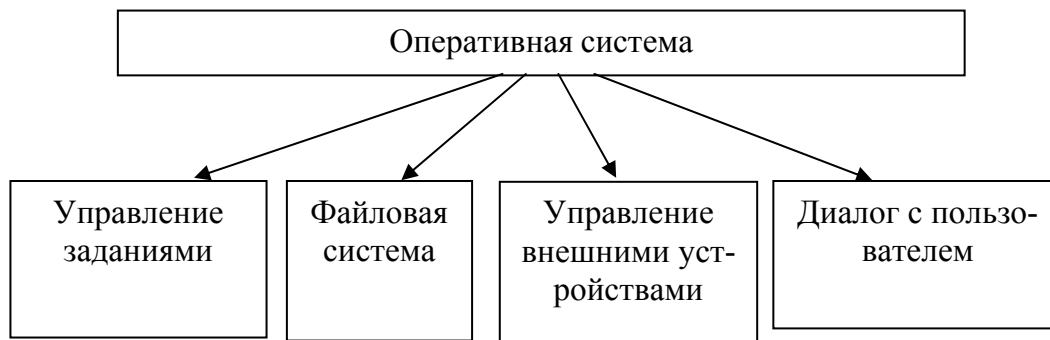 Оперативная система
Управление
заданиями
Файловая
система
Управление
внешними уст-
ройствами
Диалог с пользо-
вателем